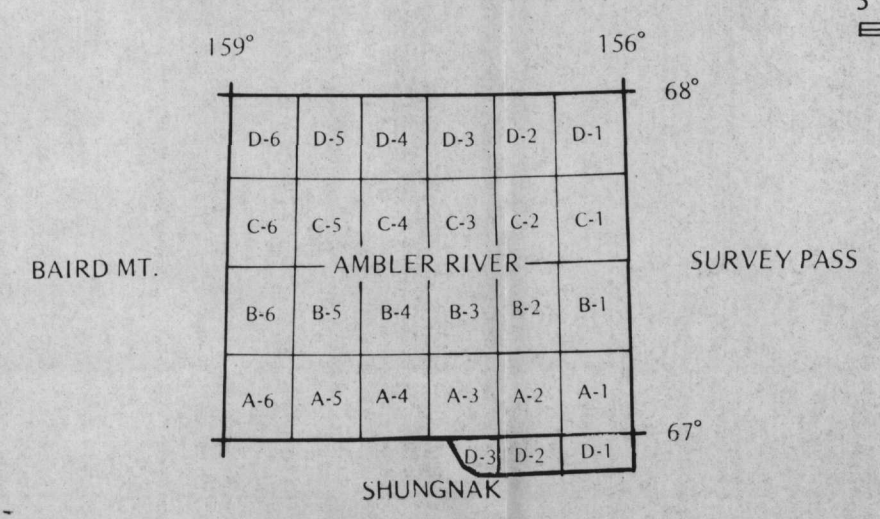 159° 156°
68°
D-6 D-5 D-4 D-3 D-2 D-1
C-6 C-5 C-4 C-3 C-2 C-1
BAIRD MT. AMBLER RIVER SURVEY PASS
B-6 B-5 B-4 B-3 B-2 B-1
A-6 A-5 A-4 A-3 A-2 A-1
67°
D-3 D-2 D-1
SHUNGNAK